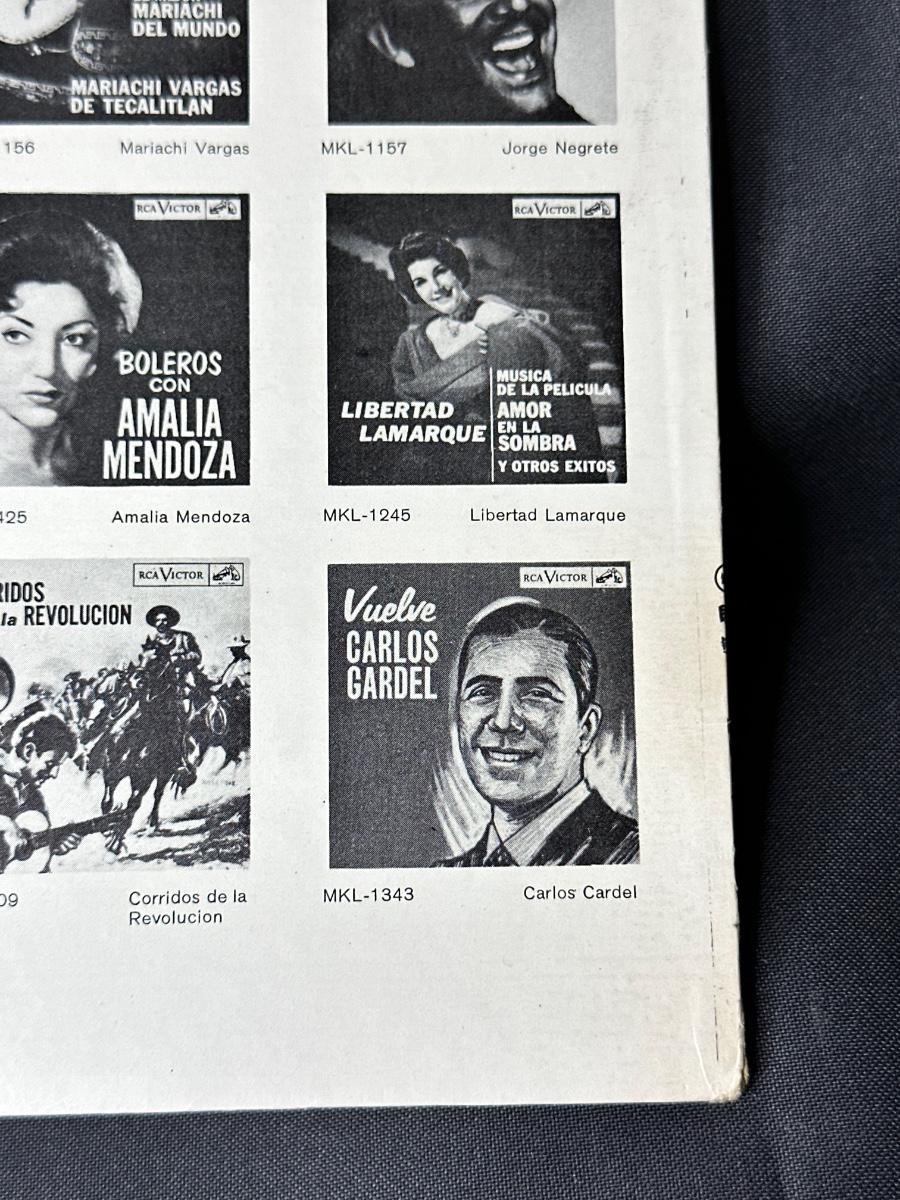 MARIACHI
DEL MUNDO
MARIACHI VARGAS
DE TECALITLAN
156 Mariachi Vargas
MKL-1157 Jorge Negrete
RCA VICTOR
BOLEROS
CON
AMALIA
MENDOZA
425 Amalia Mendoza
RCA VICTOR
LIBERTAD
LAMARQUE
MUSICA
DE LA PELICULA
AMOR
EN LA
SOMBRA
Y OTROS EXITOS
MKL-1245 Libertad Lamarque
RCA VICTOR
RIDOS
la REVOLUCION
09 Corridos de la
Revolucion
RCA VICTOR
Vuelve
CARLOS
GARDEL
MKL-1343 Carlos Cardel